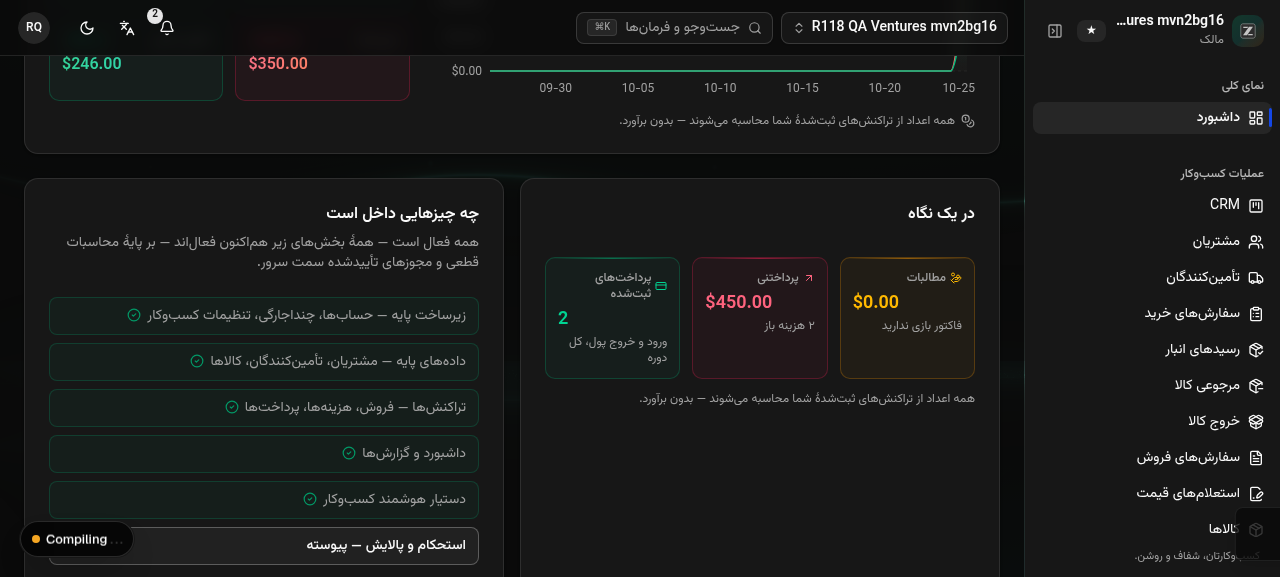 ...ures mvn2bg16
مالک
★
R118 QA Ventures mvn2bg16
جست‌وجو و فرمان‌ها
⌘K
2
RQ
نمای کلی
داشبورد
عملیات کسب‌وکار
CRM
مشتریان
تأمین‌کنندگان
سفارش‌های خرید
رسیدهای انبار
مرجوعی کالا
خروج کالا
سفارش‌های فروش
استعلام‌های قیمت
کالاها
کسب‌وکارتان، شفاف و روشن.
$0.00
09-30 10-05 10-10 10-15 10-20 10-25
$350.00
$246.00
همه اعداد از تراکنش‌های ثبت‌شدهٔ شما محاسبه می‌شوند — بدون برآورد.
در یک نگاه
مطالبات
$0.00
فاکتور بازی ندارید
پرداختنی
$450.00
۲ هزینه باز
پرداخت‌های ثبت‌شده
2
ورود و خروج پول، کل دوره
همه اعداد از تراکنش‌های ثبت‌شدهٔ شما محاسبه می‌شوند — بدون برآورد.
چه چیزهایی داخل است
همه فعال است — همهٔ بخش‌های زیر هم‌اکنون فعال‌اند — بر پایهٔ محاسبات
قطعی و مجوزهای تأییدشده سمت سرور.
زیرساخت پایه — حساب‌ها، چنداجارگی، تنظیمات کسب‌وکار
داده‌های پایه — مشتریان، تأمین‌کنندگان، کالاها
تراکنش‌ها — فروش، هزینه‌ها، پرداخت‌ها
داشبورد و گزارش‌ها
دستیار هوشمند کسب‌وکار
استحکام و پالایش — پیوسته
Compiling ...